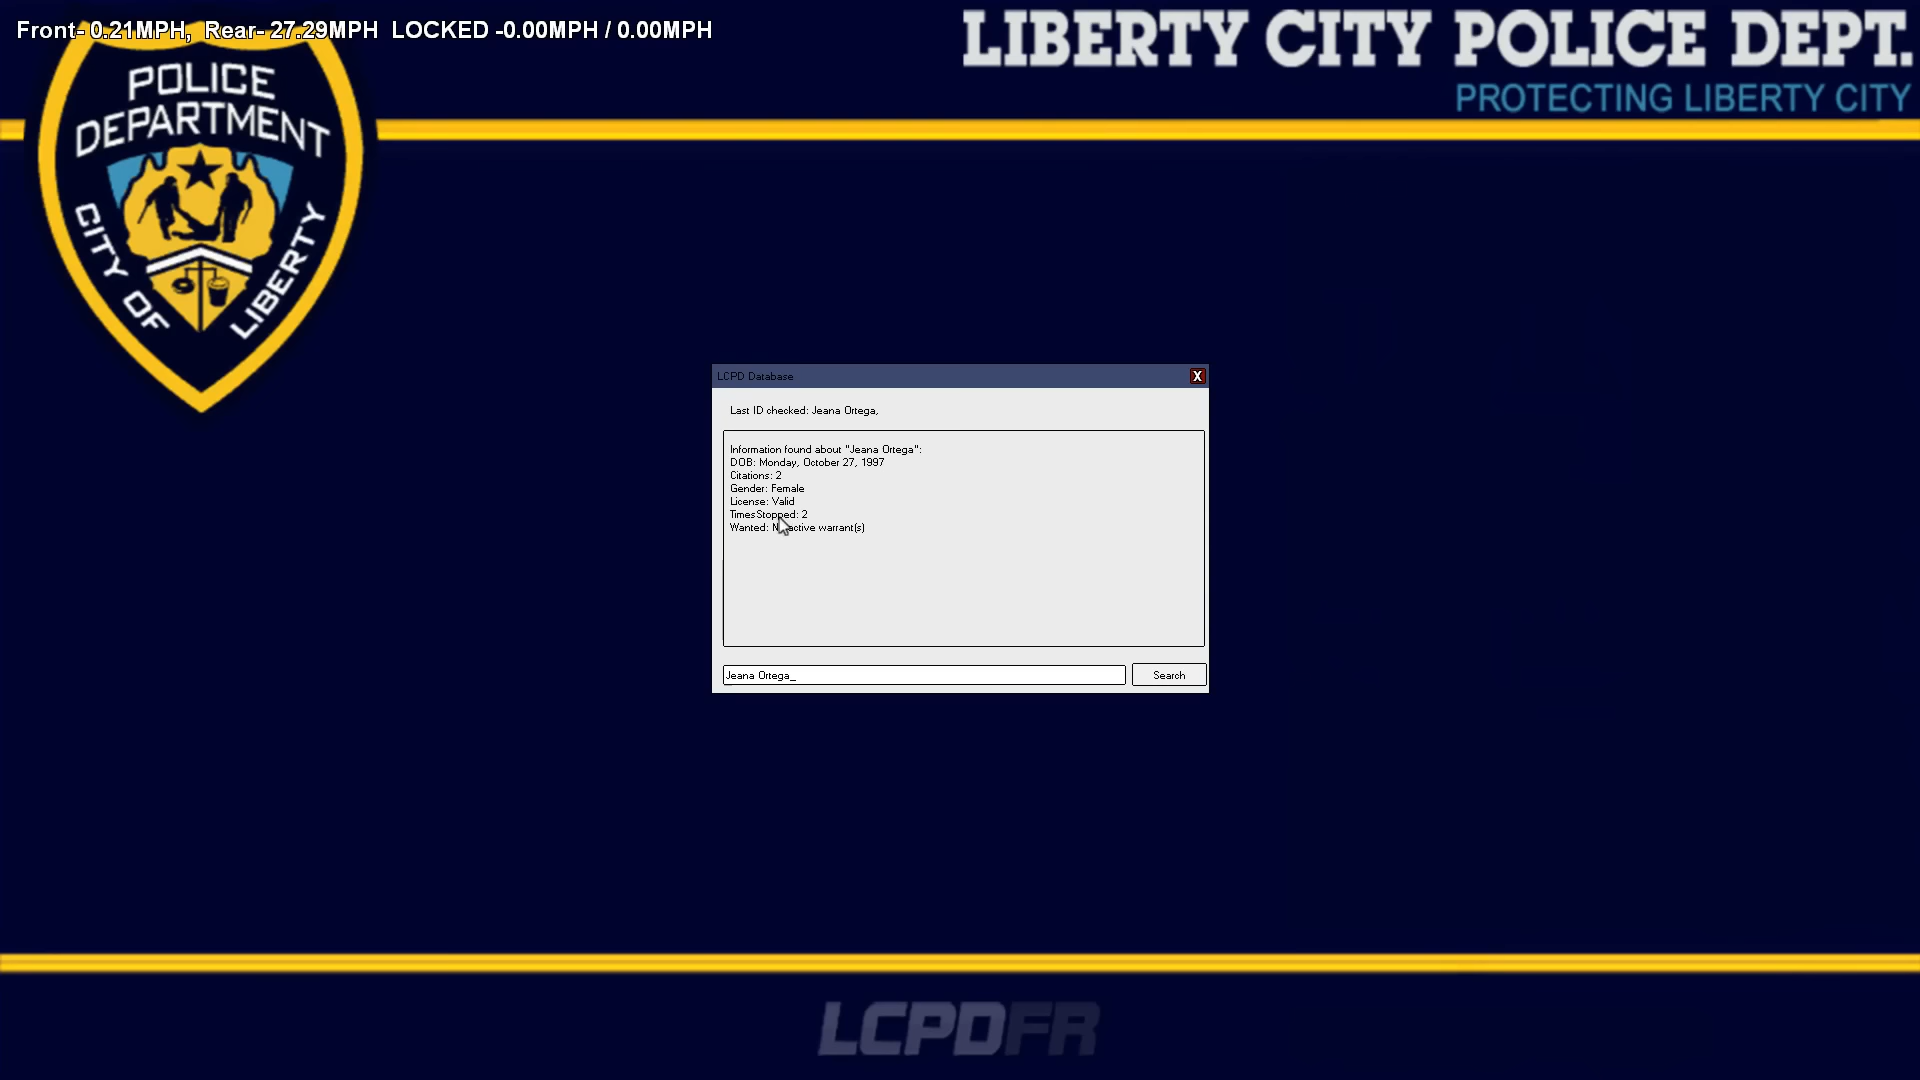 Front- 0.21MPH, Rear- 27.29MPH LOCKED -0.00MPH / 0.00MPH
LIBERTY CITY POLICE DEPT.
PROTECTING LIBERTY CITY
POLICE
DEPARTMENT
CITY OF LIBERTY
LCPD Database
X
Last ID checked: Jeana Ortega,
Information found about "Jeana Ortega":
DOB: Monday, October 27, 1997
Citations: 2
Gender: Female
License: Valid
TimesStopped: 2
Wanted: No active warrant(s)
Jeana Ortega_
Search
LCPDFR